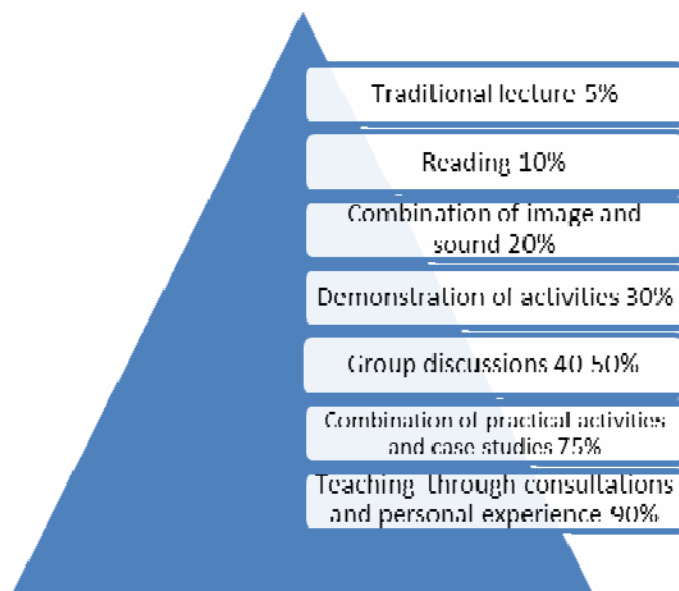 Traditional lecture 5%
Reading 10%
Combination of image and
sound 20%
Demonstration of activities 30%
Group discussions 40 50%
Combination of practical activities
and case studies 75%
Teaching through consultations
and personal experience 90%